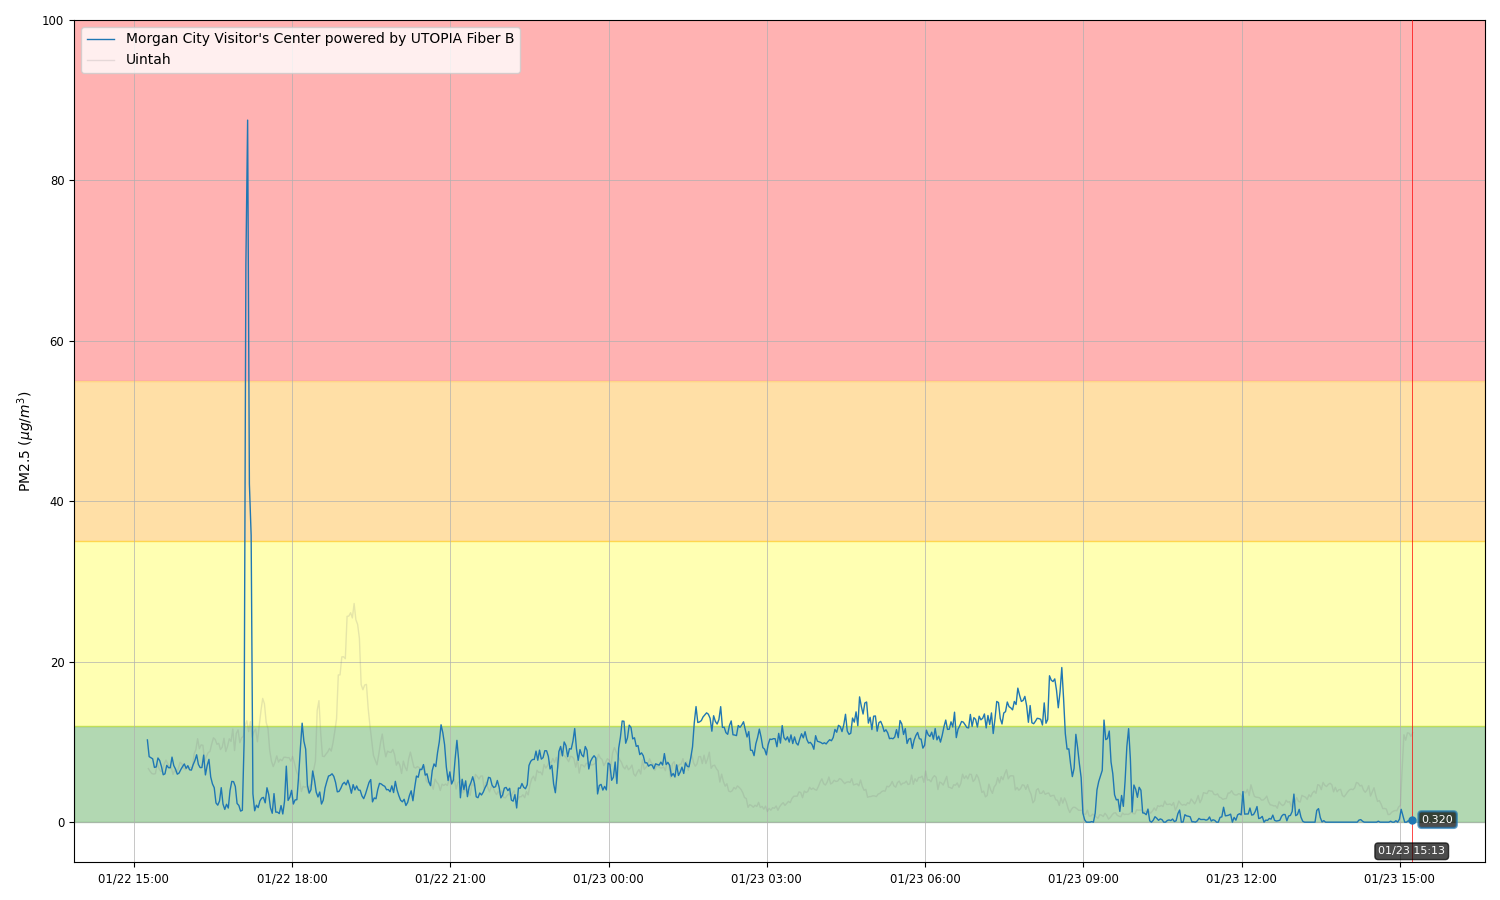 100
Morgan City Visitor's Center powered by UTOPIA Fiber B
Uintah
80
60
PM2.5 (μg/m³)
40
20
0
0.320
01/23 15:13
01/22 15:00 01/22 18:00 01/22 21:00 01/23 00:00 01/23 03:00 01/23 06:00 01/23 09:00 01/23 12:00 01/23 15:00